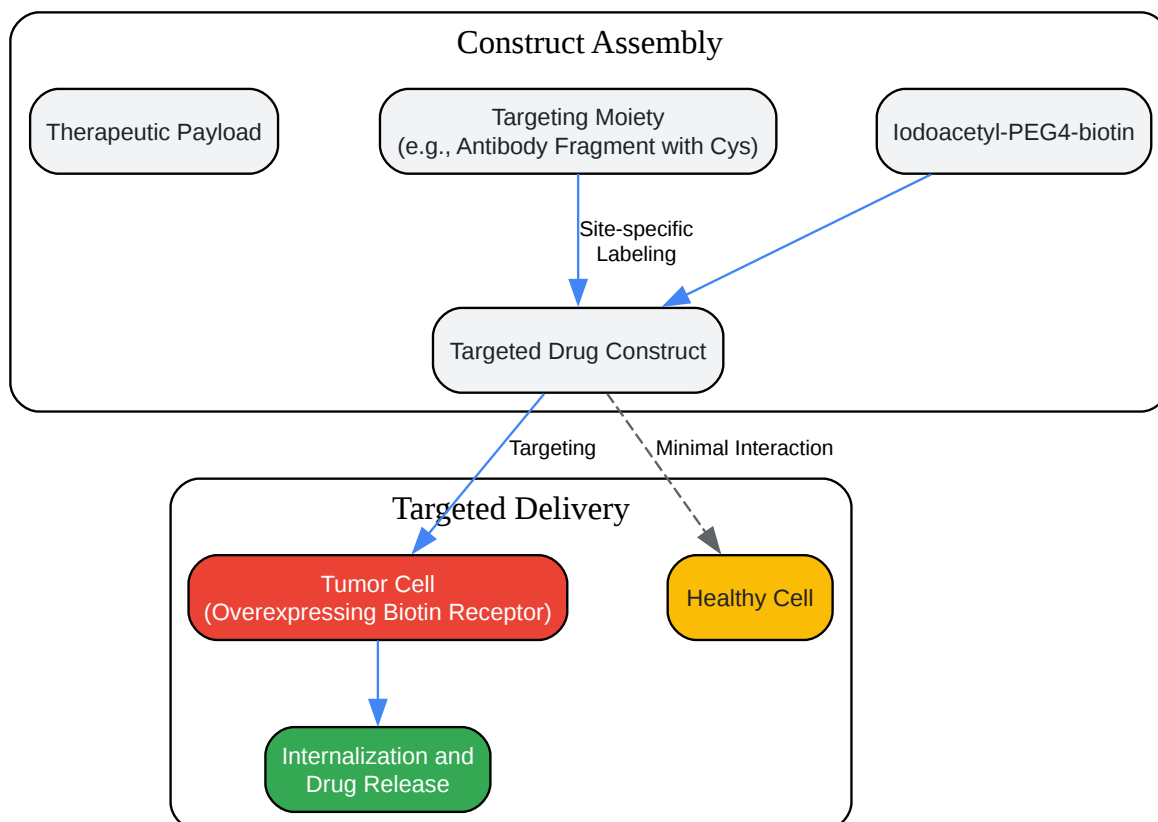 Construct Assembly
Therapeutic Payload
Targeting Moiety
(e.g., Antibody Fragment with Cys)
Iodoacetyl-PEG4-biotin
Site-specific
Labeling
Targeted Drug Construct
Targeting
Minimal Interaction
Targeted Delivery
Tumor Cell
(Overexpressing Biotin Receptor)
Healthy Cell
Internalization and
Drug Release